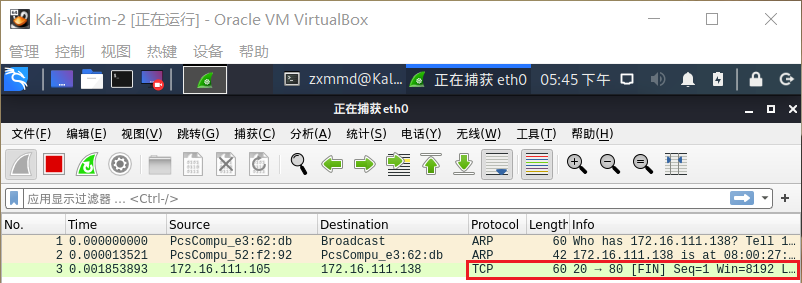 Kali-victim-2 [正在运行] - Oracle VM VirtualBox
管理 控制 视图 热键 设备 帮助
zxmmd@Kal... 正在捕获 eth0 05:45 下午
正在捕获 eth0
文件(F) 编辑(E) 视图(V) 跳转(G) 捕获(C) 分析(A) 统计(S) 电话(Y) 无线(W) 工具(T) 帮助(H)
应用显示过滤器 … <Ctrl-/>
No. Time Source Destination Protocol Length Info
1 0.000000000 PcsCompu_e3:62:db Broadcast ARP 60 Who has 172.16.111.138? Tell 1…
2 0.000013521 PcsCompu_52:f2:92 PcsCompu_e3:62:db ARP 42 172.16.111.138 is at 08:00:27:…
3 0.001853893 172.16.111.105 172.16.111.138 TCP 60 20 → 80 [FIN] Seq=1 Win=8192 L…